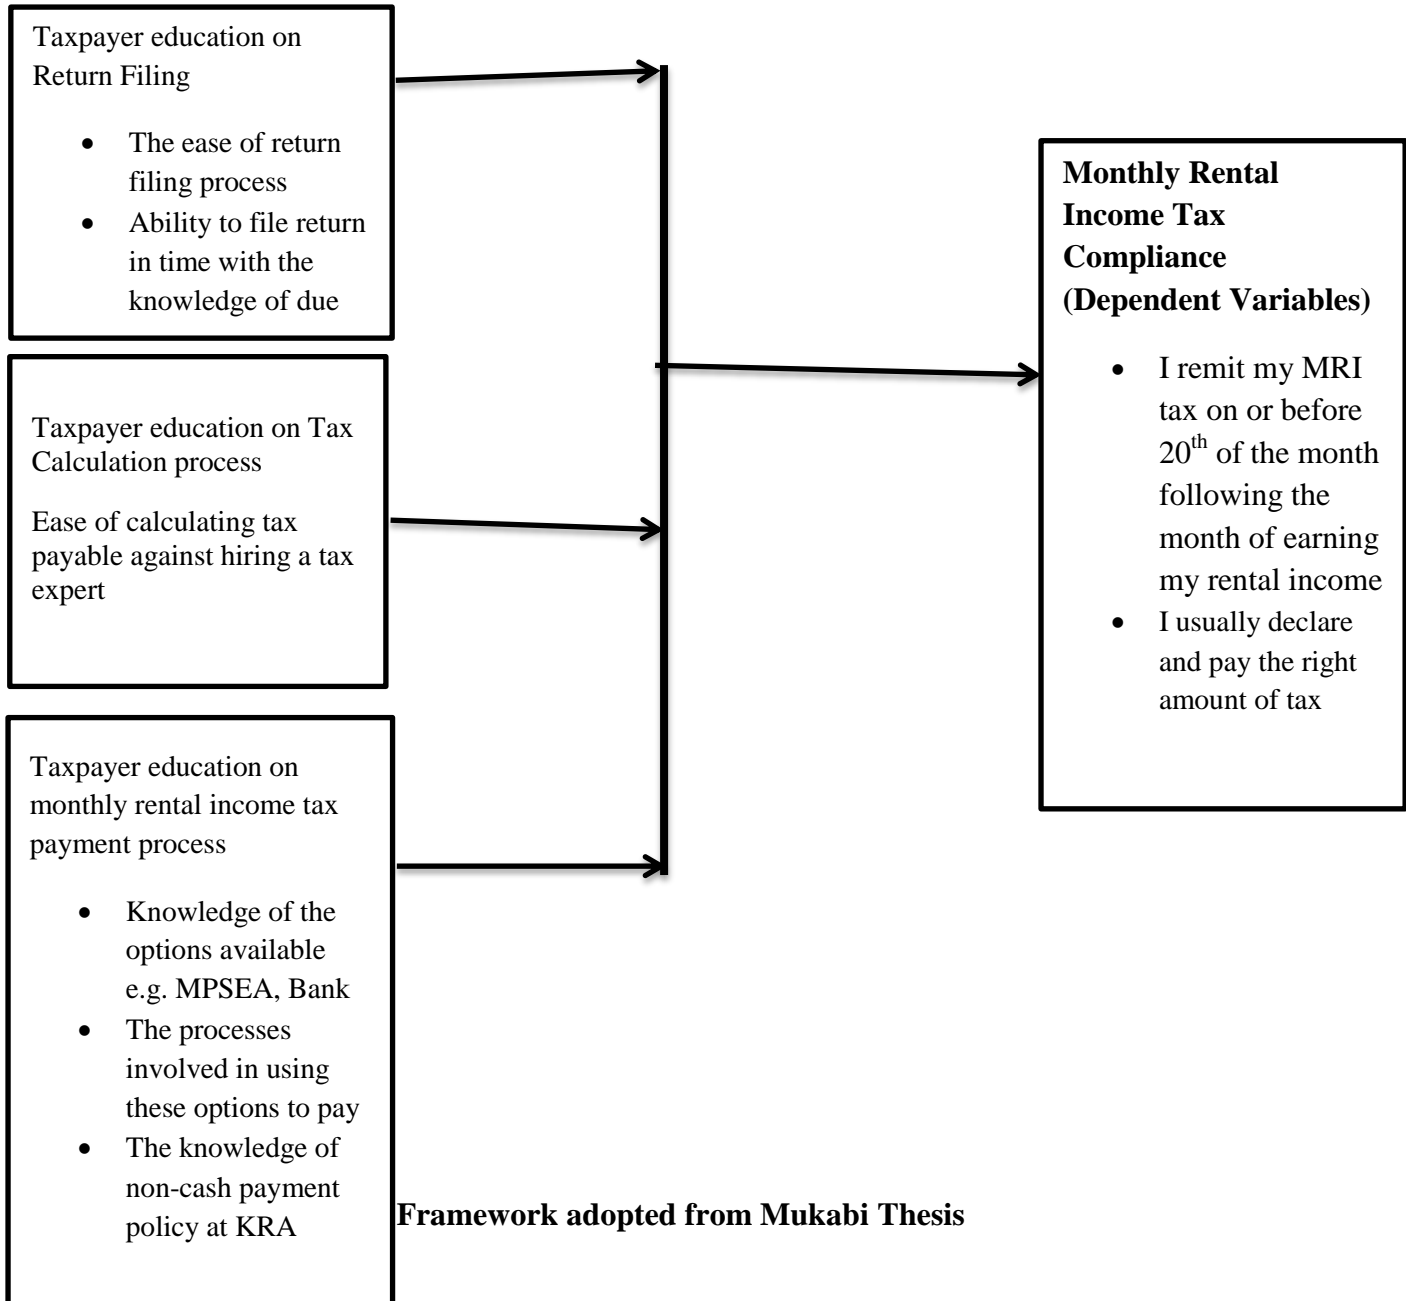 Taxpayer education on
Return Filing
• The ease of return
filing process
• Ability to file return
in time with the
knowledge of due
Taxpayer education on Tax
Calculation process
Ease of calculating tax
payable against hiring a tax
expert
Taxpayer education on
monthly rental income tax
payment process
• Knowledge of the
options available
e.g. MPSEA, Bank
• The processes
involved in using
these options to pay
• The knowledge of
non-cash payment
policy at KRA
Monthly Rental
Income Tax
Compliance
(Dependent Variables)
• I remit my MRI
tax on or before
20th of the month
following the
month of earning
my rental income
• I usually declare
and pay the right
amount of tax
Framework adopted from Mukabi Thesis